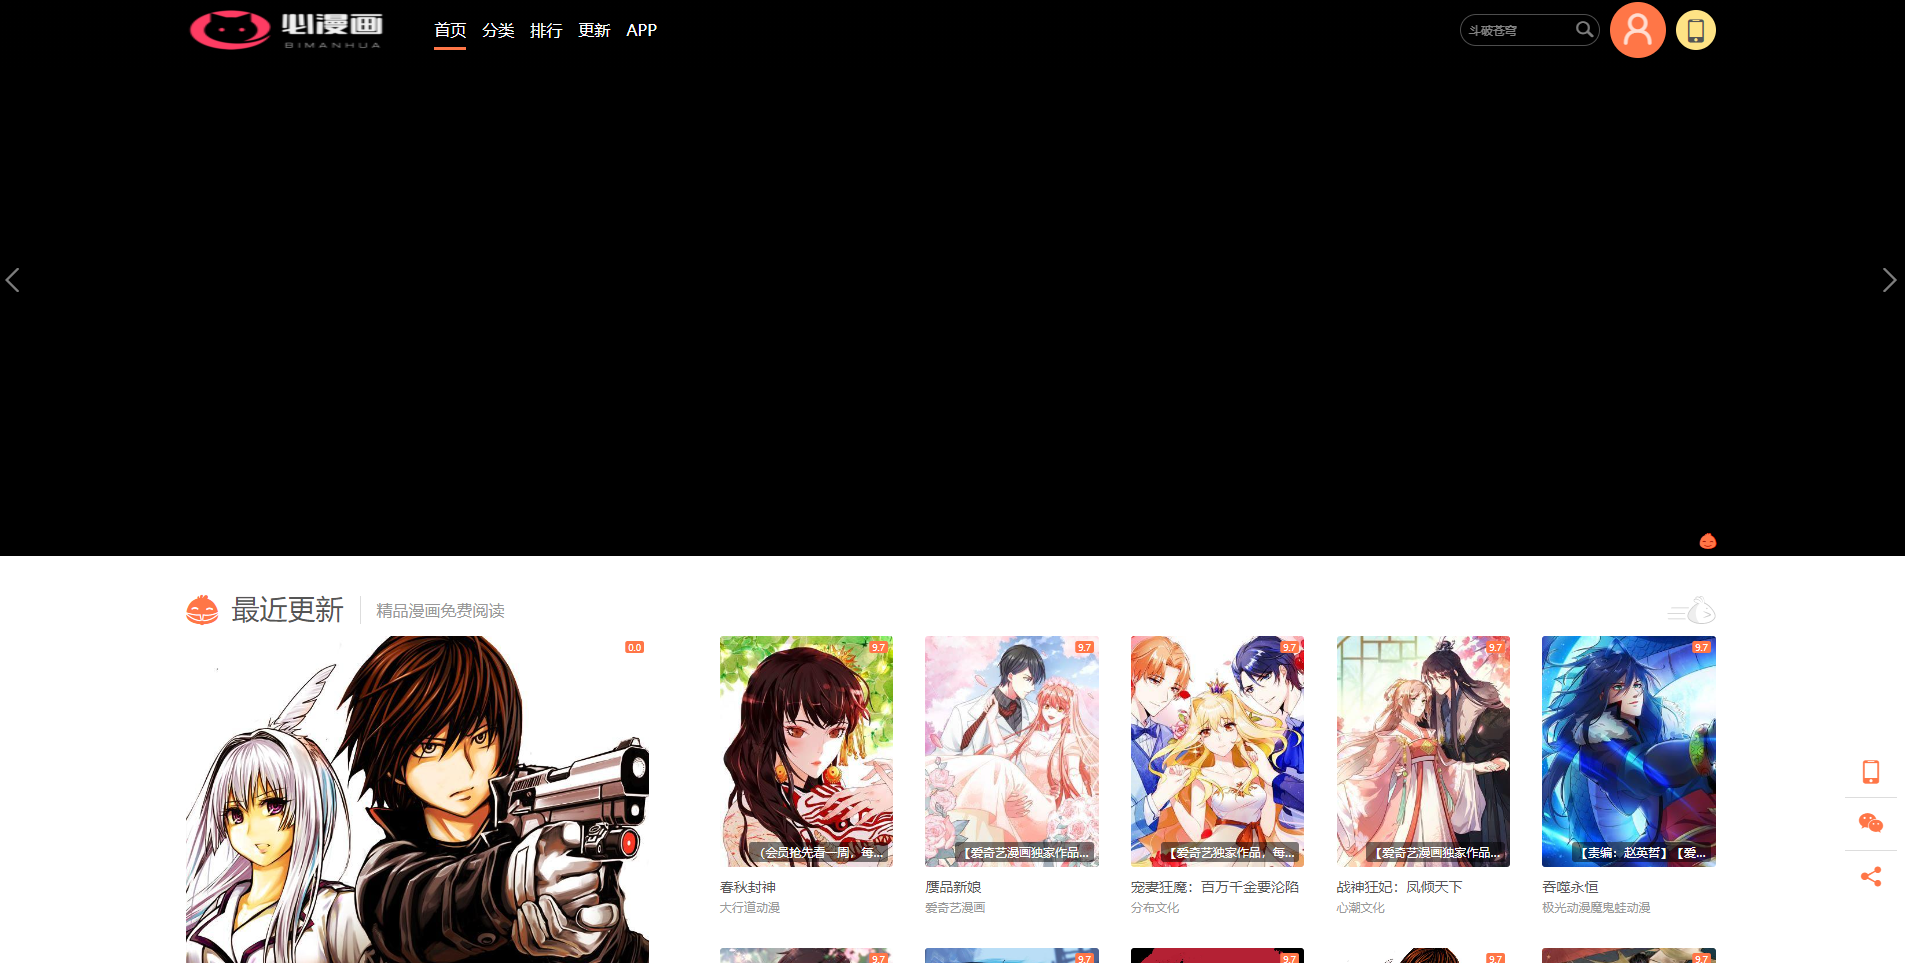 必漫画
BIMANHUA
首页 分类 排行 更新 APP
斗破苍穹
最近更新
精品漫画免费阅读
0.0
9.7
9.7
9.7
9.7
9.7
（会员抢先看一周，每...
【爱奇艺漫画独家作品...
【爱奇艺独家作品，每...
【爱奇艺漫画独家作品...
【责编：赵英哲】【爱...
春秋封神
大行道动漫
赝品新娘
爱奇艺漫画
宠妻狂魔：百万千金要沦陷
分布文化
战神狂妃：凤倾天下
心潮文化
吞噬永恒
极光动漫魔鬼蛙动漫
9.7
9.7
9.7
9.7
9.7